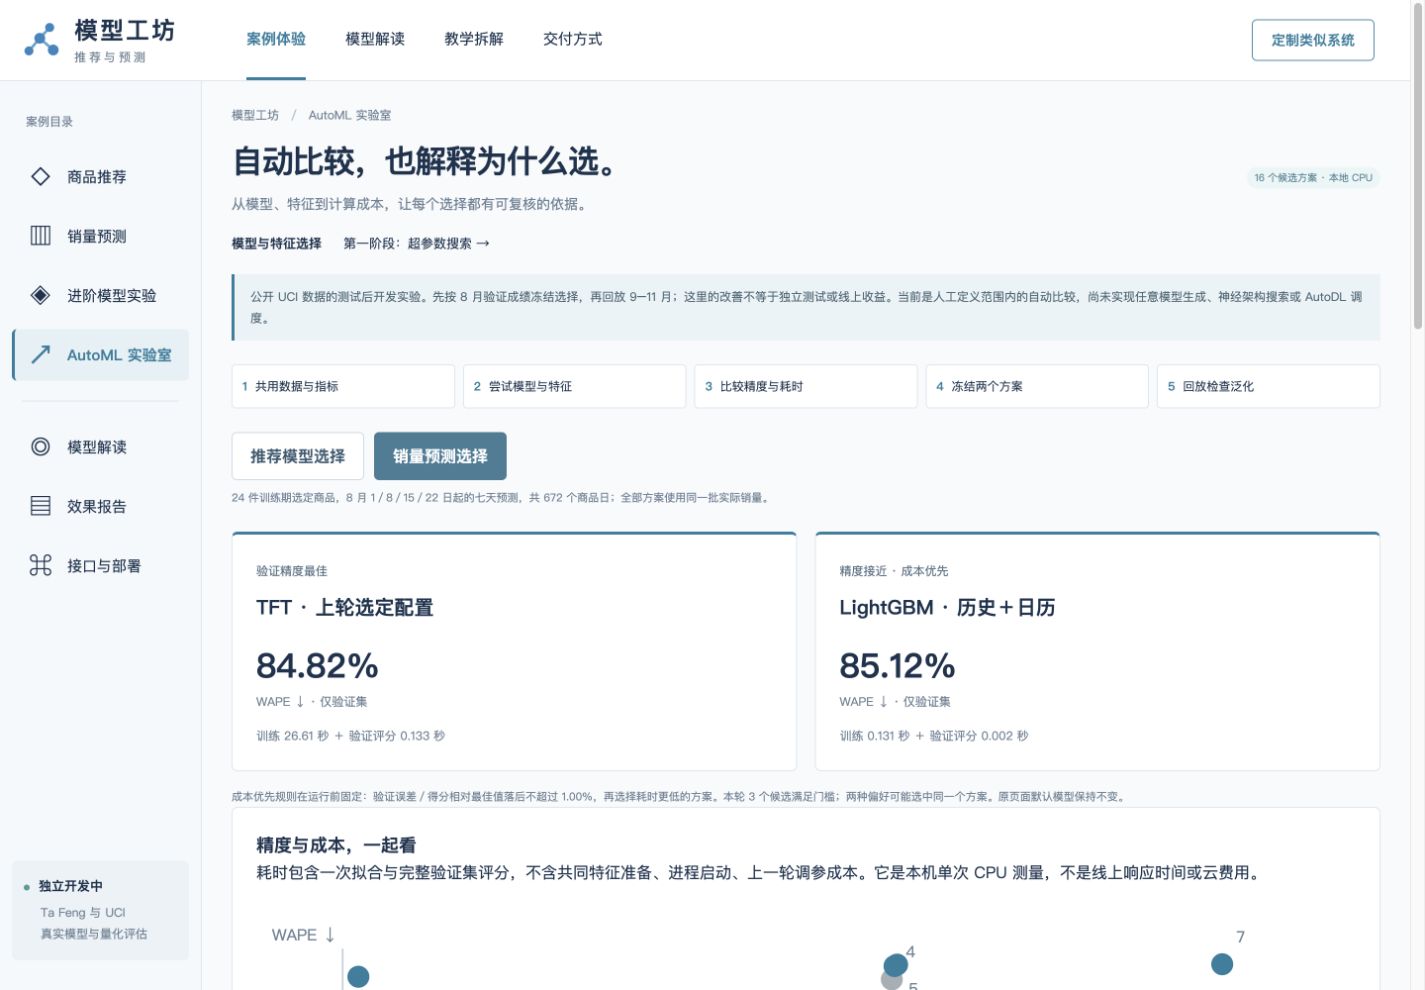 模型工坊
推荐与预测
案例体验
模型解读
教学拆解
交付方式
定制类似系统
案例目录
商品推荐
销量预测
进阶模型实验
AutoML 实验室
模型解读
效果报告
接口与部署
独立开发中
Ta Feng 与 UCI
真实模型与量化评估
模型工坊 / AutoML 实验室
自动比较，也解释为什么选。
16 个候选方案 · 本地 CPU
从模型、特征到计算成本，让每个选择都有可复核的依据。
模型与特征选择 第一阶段：超参数搜索 →
公开 UCI 数据的测试后开发实验。先按 8 月验证成绩冻结选择，再回放 9—11 月；这里的改善不等于独立测试或线上收益。当前是人工定义范围内的自动比较，尚未实现任意模型生成、神经架构搜索或 AutoDL 调
度。
1 共用数据与指标
2 尝试模型与特征
3 比较精度与耗时
4 冻结两个方案
5 回放检查泛化
推荐模型选择
销量预测选择
24 件训练期选定商品，8 月 1 / 8 / 15 / 22 日起的七天预测，共 672 个商品日；全部方案使用同一批实际销量。
验证精度最佳
TFT · 上轮选定配置
84.82%
WAPE ↓ · 仅验证集
训练 26.61 秒 ＋ 验证评分 0.133 秒
精度接近 · 成本优先
LightGBM · 历史＋日历
85.12%
WAPE ↓ · 仅验证集
训练 0.131 秒 ＋ 验证评分 0.002 秒
成本优先规则在运行前固定：验证误差 / 得分相对最佳值落后不超过 1.00%，再选择耗时更低的方案。本轮 3 个候选满足门槛；两种偏好可能选中同一个方案。原页面默认模型保持不变。
精度与成本，一起看
耗时包含一次拟合与完整验证集评分，不含共同特征准备、进程启动、上一轮调参成本。它是本机单次 CPU 测量，不是线上响应时间或云费用。
WAPE ↓
4
5
7